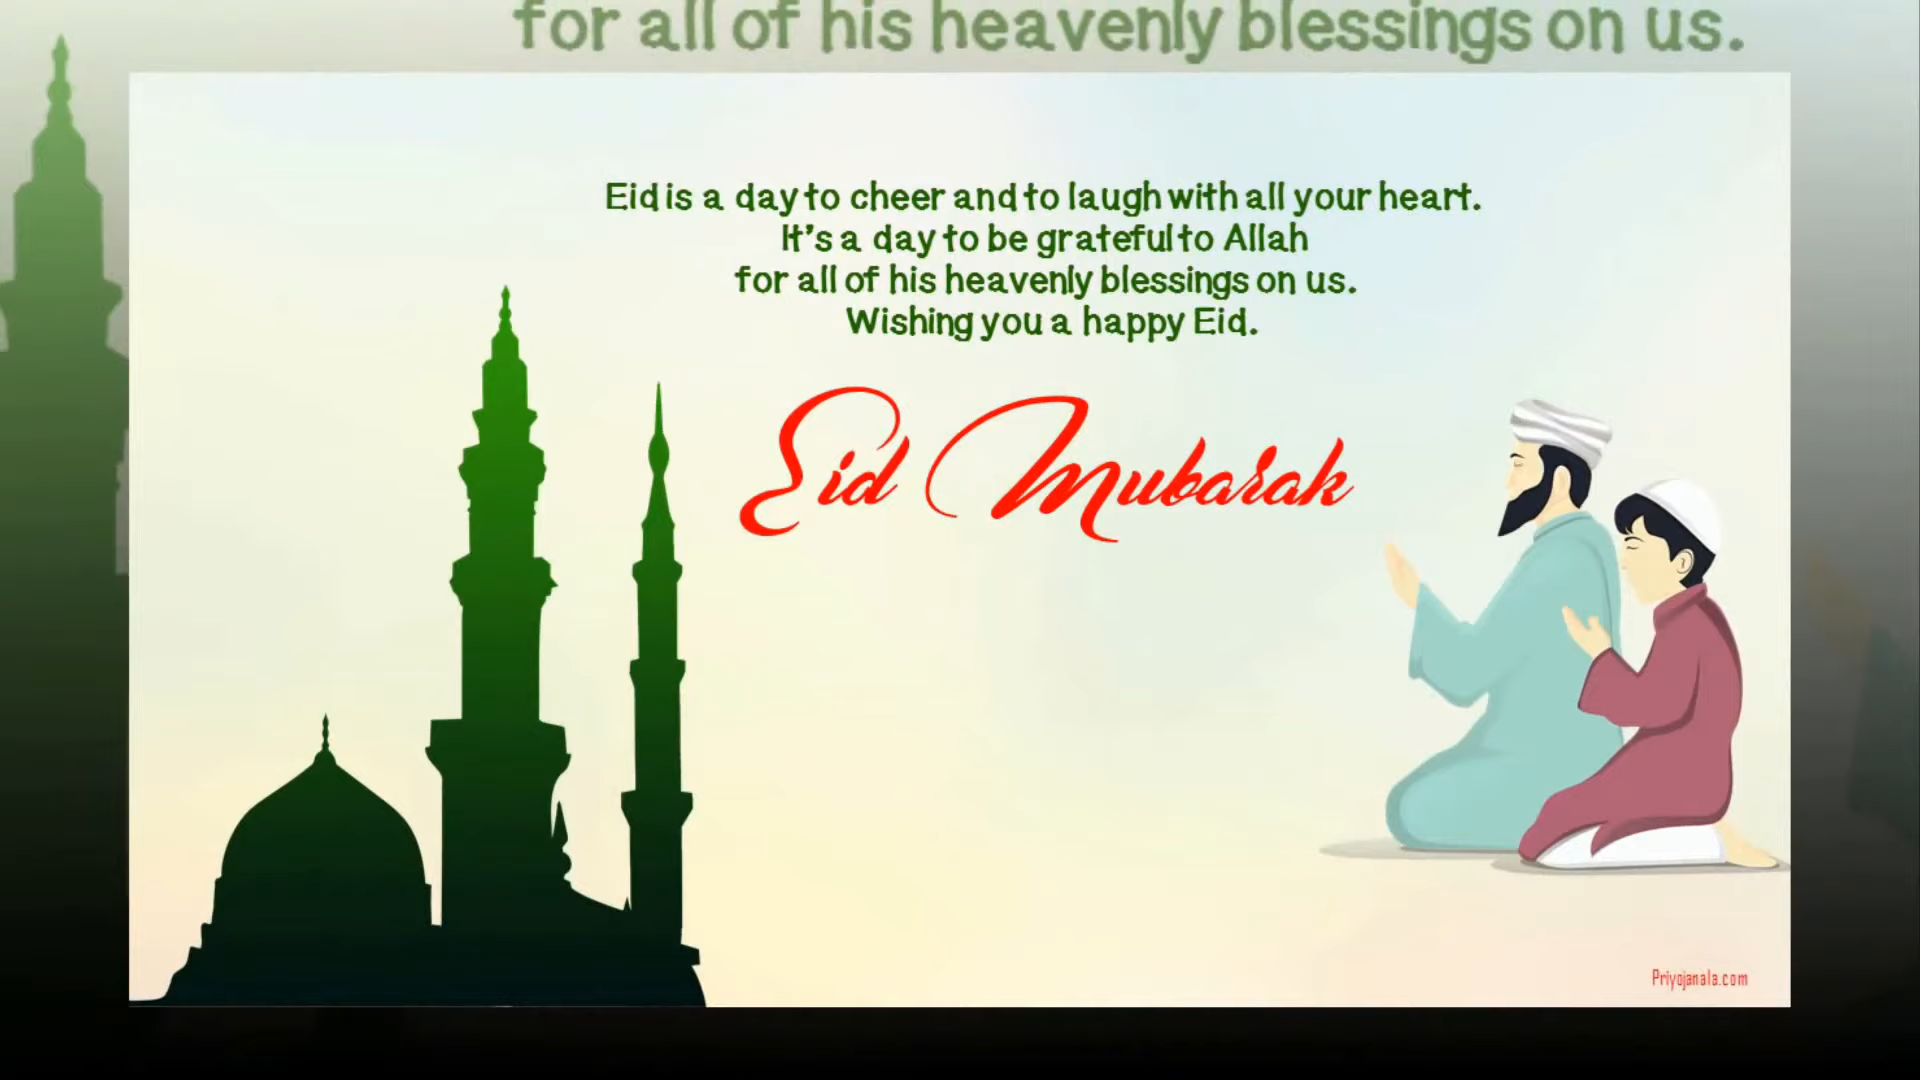 for all of his heavenly blessings on us.
Eid is a day to cheer and to laugh with all your heart.
It's a day to be grateful to Allah
for all of his heavenly blessings on us.
Wishing you a happy Eid.
Eid Mubarak
Priyojanala.com